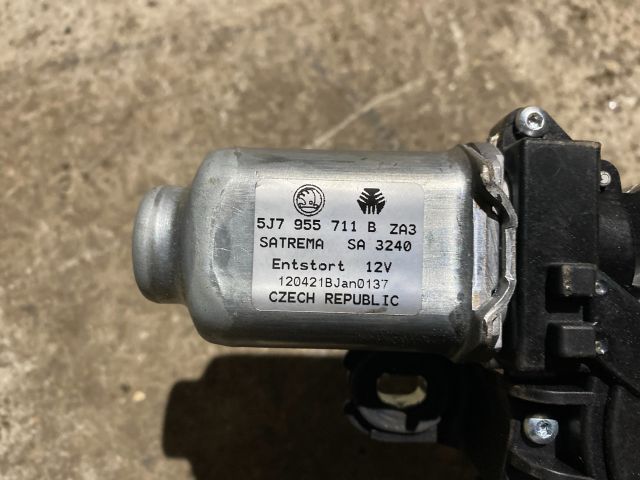 5J7 955 711 B ZA3
SATREMA SA 3240
Entstort 12V
120421BJan0137
CZECH REPUBLIC